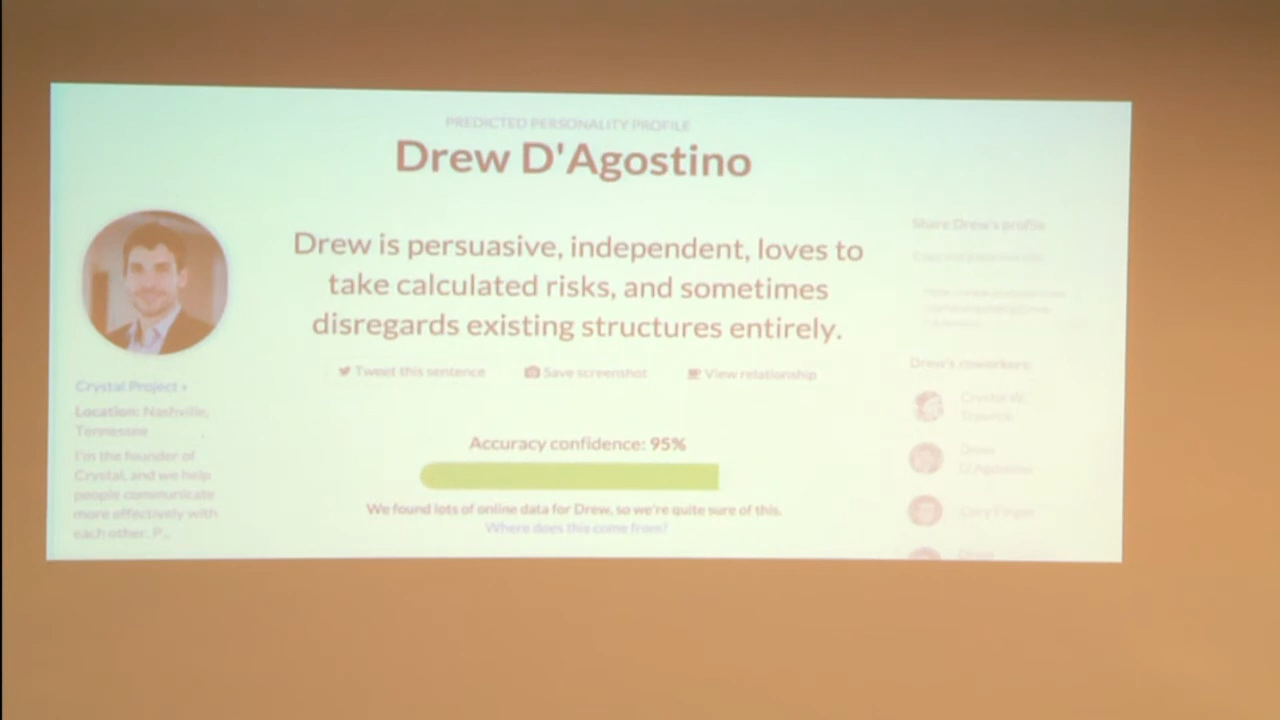 PREDICTED PERSONALITY PROFILE
Drew D'Agostino
Drew is persuasive, independent, loves to
take calculated risks, and sometimes
disregards existing structures entirely.
Tweet this sentence
Save screenshot
View relationship
Accuracy confidence: 95%
We found lots of online data for Drew, so we're quite sure of this.
Where does this come from?
Crystal Project
Location: Nashville,
Tennessee
I'm the founder of
Crystal, and we help
people communicate
more effectively with
each other. P...
Share Drew's profile
Drew's coworkers:
Drew
D'Agostino